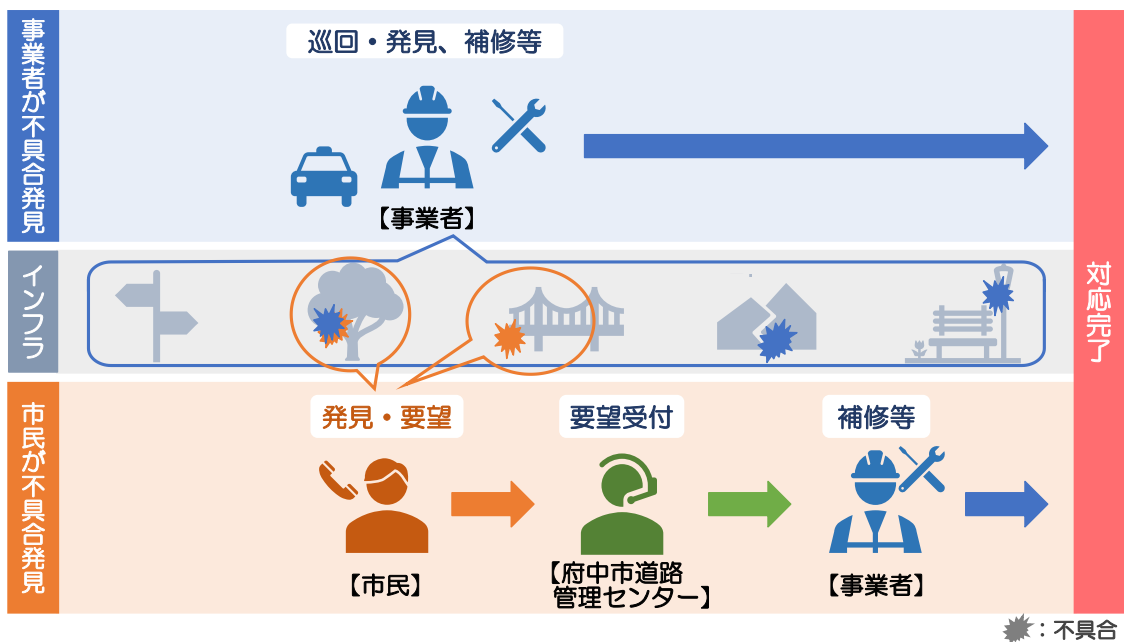 事業者が不具合発見
巡回・発見、補修等
【事業者】
インフラ
対応完了
市民が不具合発見
発見・要望
要望受付
補修等
【市民】
【府中市道路
管理センター】
【事業者】
：不具合